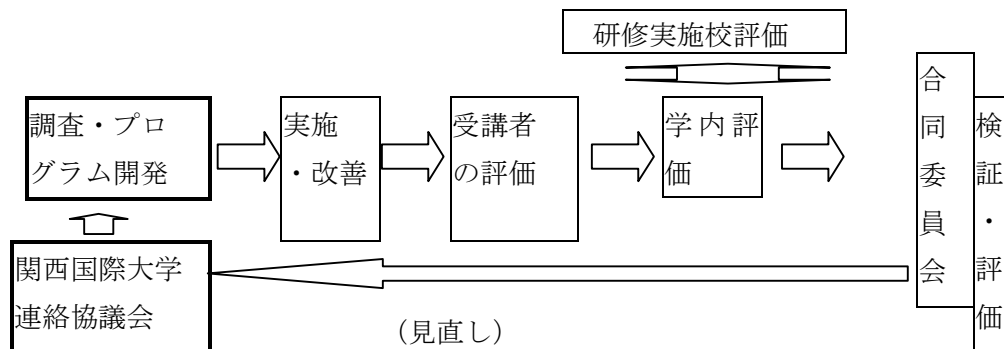 研修実施校評価
調査・プロ
グラム開発
実施
・改善
受講者
の評価
学内評
価
合同委員会
検証・評価
関西国際大学
連絡協議会
（見直し）